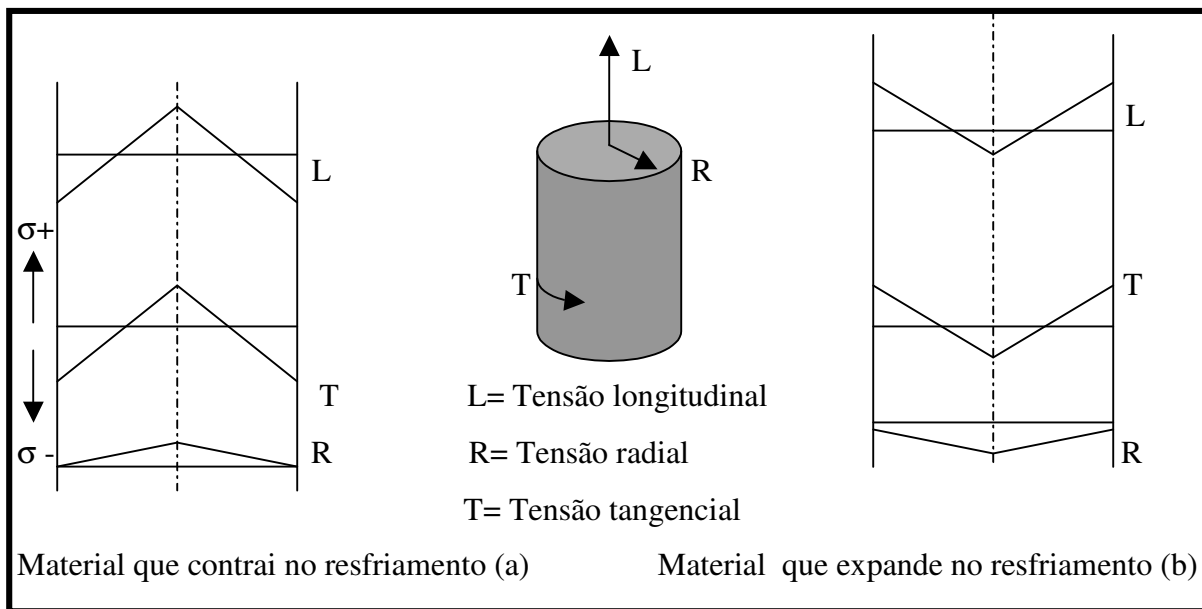 L
R
T
σ+
σ -
L
T
R
L
T
R
L= Tensão longitudinal
R= Tensão radial
T= Tensão tangencial
Material que contrai no resfriamento (a)
Material que expande no resfriamento (b)